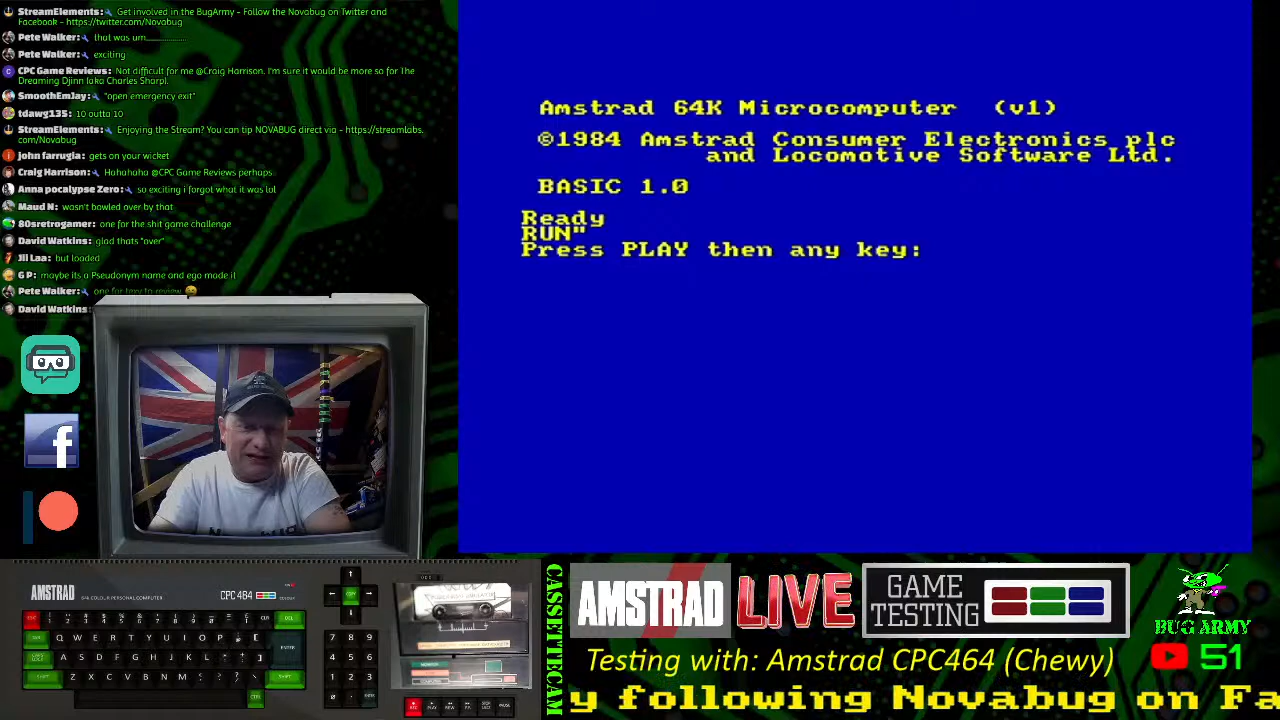 StreamElements: Get involved in the BugArmy - Follow the Novabug on Twitter and
Facebook - https://twitter.com/Novabug
Pete Walker: that was um................
Pete Walker: exciting
CPC Game Reviews: Not difficult for me @Craig Harrison. I'm sure it would be more so for The
Dreaming Djinn (aka Charles Sharp).
SmoothEmJay: "open emergency exit"
tdawg135: 10 outta 10
StreamElements: Enjoying the Stream? You can tip NOVABUG direct via - https://streamlabs.
com/Novabug
john farrugia: gets on your wicket
Craig Harrison: Hahahaha @CPC Game Reviews perhaps
Anna pocalypse Zero: so exciting i forgot what it was lol
Maud N: wasn't bowled over by that
80sretrogamer: one for the shit game challenge
David Watkins: glad thats "over"
Jil Laa: but loaded
G P: maybe its a Pseudonym name and ego made it
Pete Walker: one for texy to review
David Watkins:
Amstrad 64K Microcomputer (v1)
©1984 Amstrad Consumer Electronics plc
and Locomotive Software Ltd.
BASIC 1.0
Ready
RUN"
Press PLAY then any key:
AMSTRAD
64K COLOUR PERSONAL COMPUTER
CPC 464
CASSEYTECAM
AMSTRAD LIVE
GAME
TESTING
BUG ARMY
Testing with: Amstrad CPC464 (Chewy)
51
y following Novabug on Fa